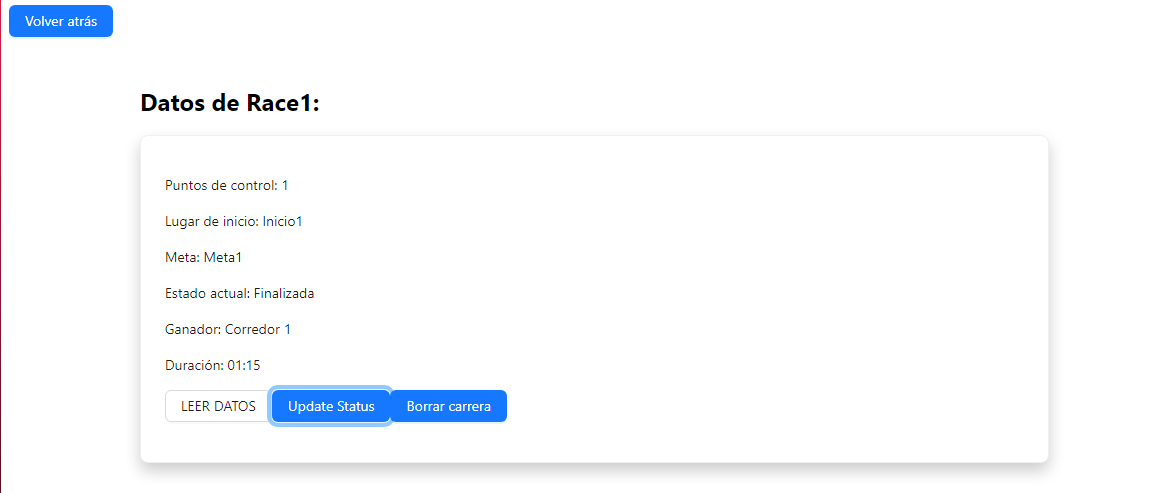 Volver atrás
Datos de Race1:
Puntos de control: 1
Lugar de inicio: Inicio1
Meta: Meta1
Estado actual: Finalizada
Ganador: Corredor 1
Duración: 01:15
LEER DATOS Update Status Borrar carrera